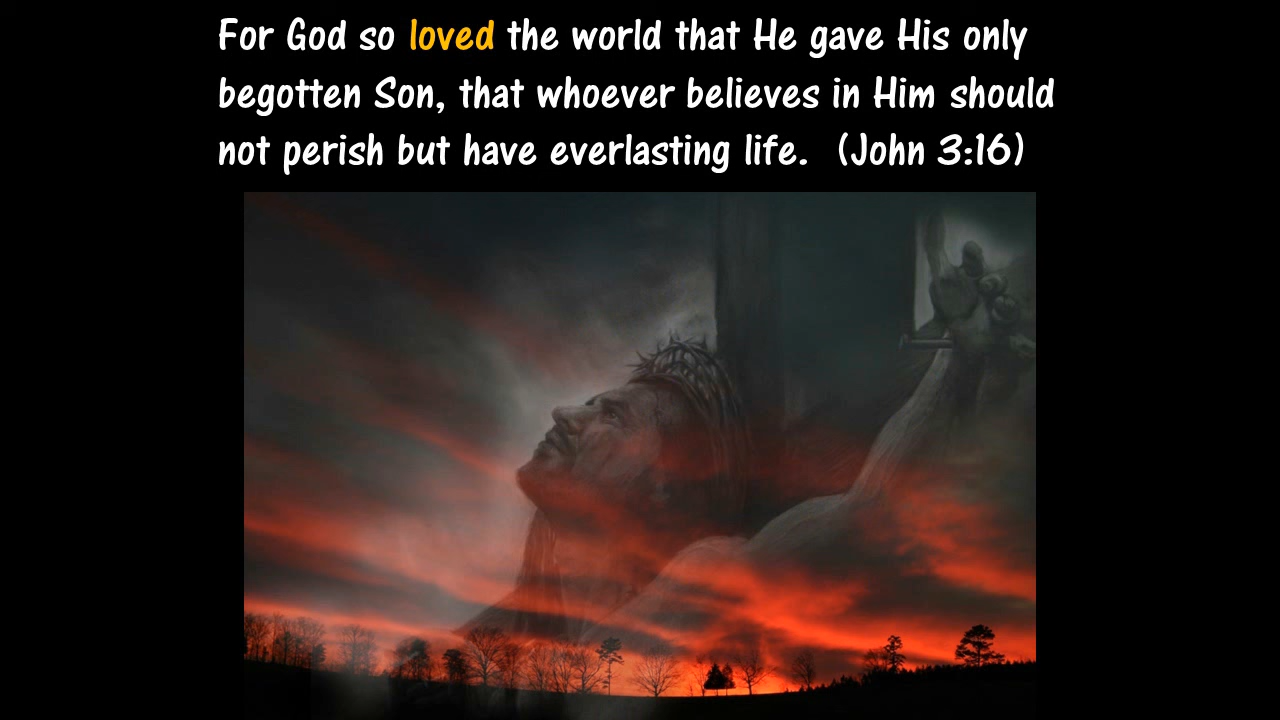 For God so loved the world that He gave His only
begotten Son, that whoever believes in Him should
not perish but have everlasting life.  (John 3:16)